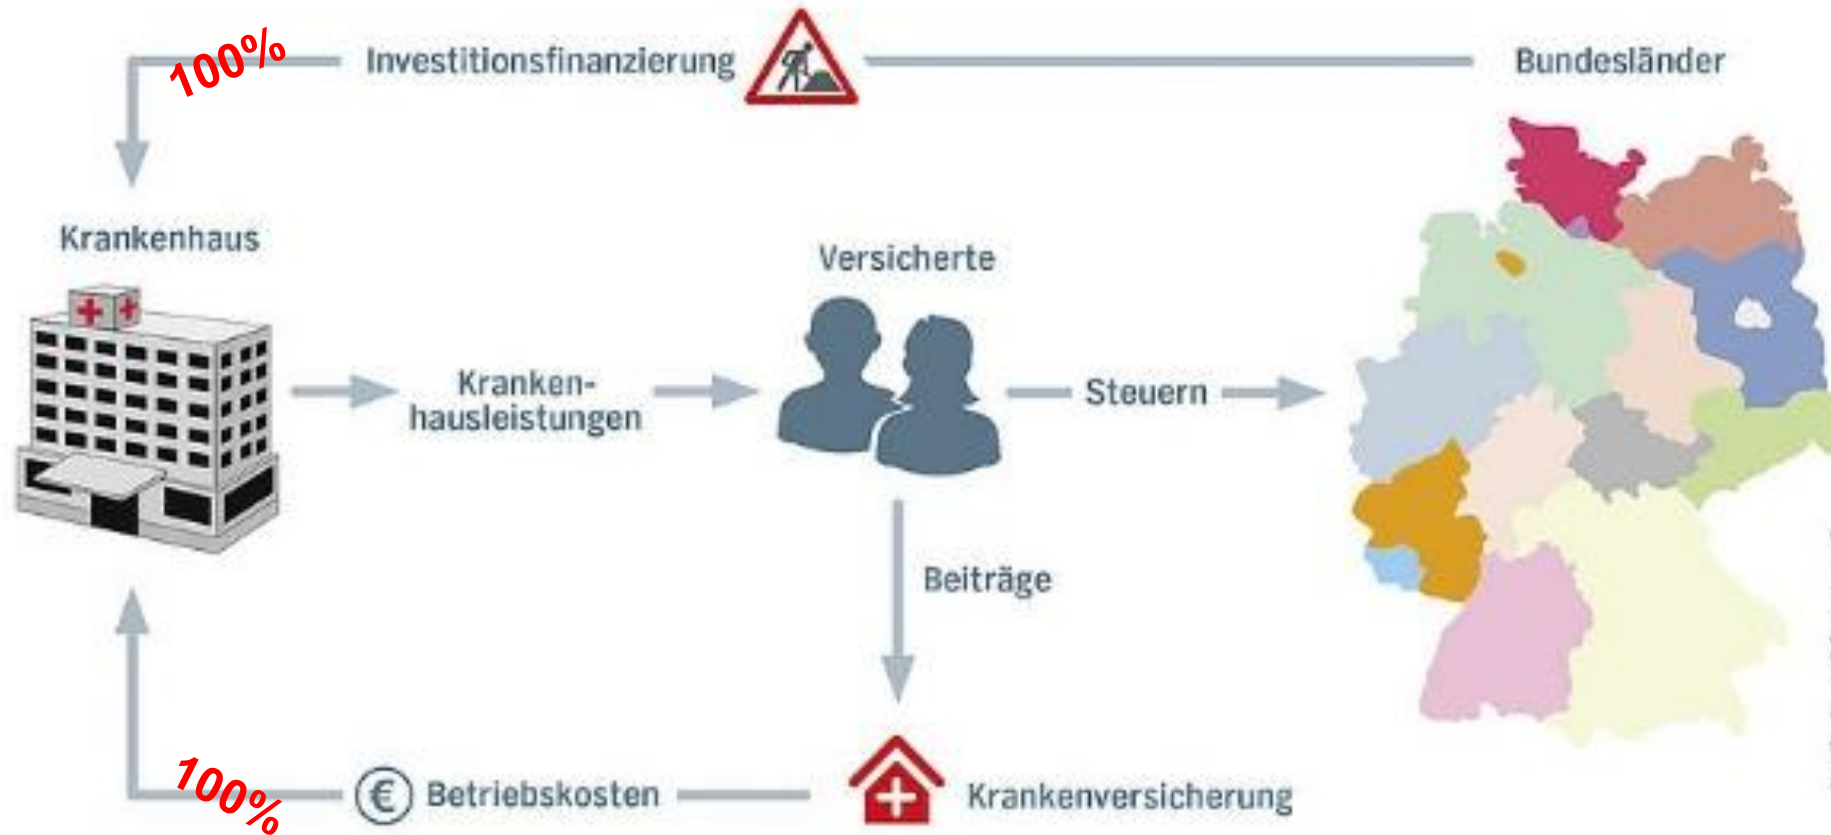 100%
Investitionsfinanzierung
Bundesländer
Krankenhaus
Versicherte
Kranken-
hausleistungen
Steuern
Beiträge
100%
€ Betriebskosten
Krankenversicherung